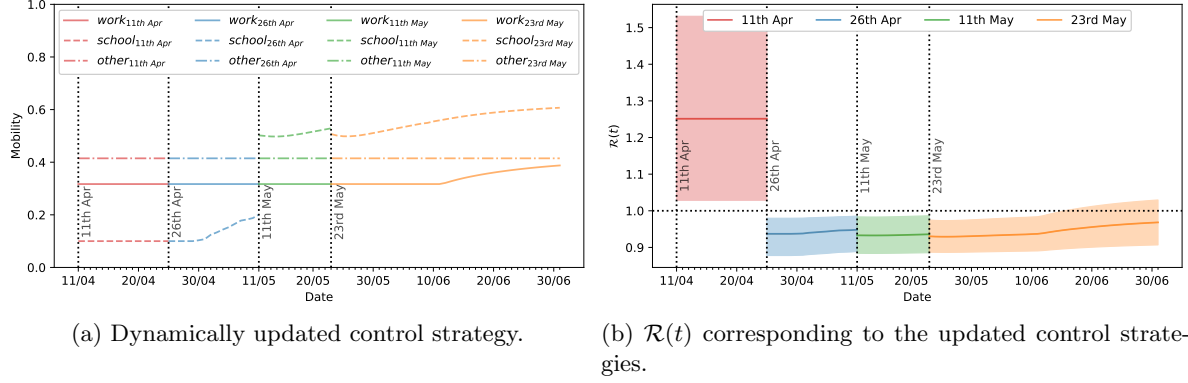 1.0
0.8
0.6
0.4
0.2
0.0
Mobility
work11th Apr work26th Apr work11th May work23rd May
school11th Apr school26th Apr school11th May school23rd May
other11th Apr other26th Apr other11th May other23rd May
11th Apr
26th Apr
11th May
23rd May
11/04 20/04 30/04 11/05 20/05 30/05 10/06 20/06 30/06
Date
(a) Dynamically updated control strategy.
1.5
1.4
1.3
1.2
1.1
1.0
0.9
R(t)
11th Apr 26th Apr 11th May 23rd May
11th Apr
26th Apr
11th May
23rd May
11/04 20/04 30/04 11/05 20/05 30/05 10/06 20/06 30/06
Date
(b) R(t) corresponding to the updated control strate-
gies.